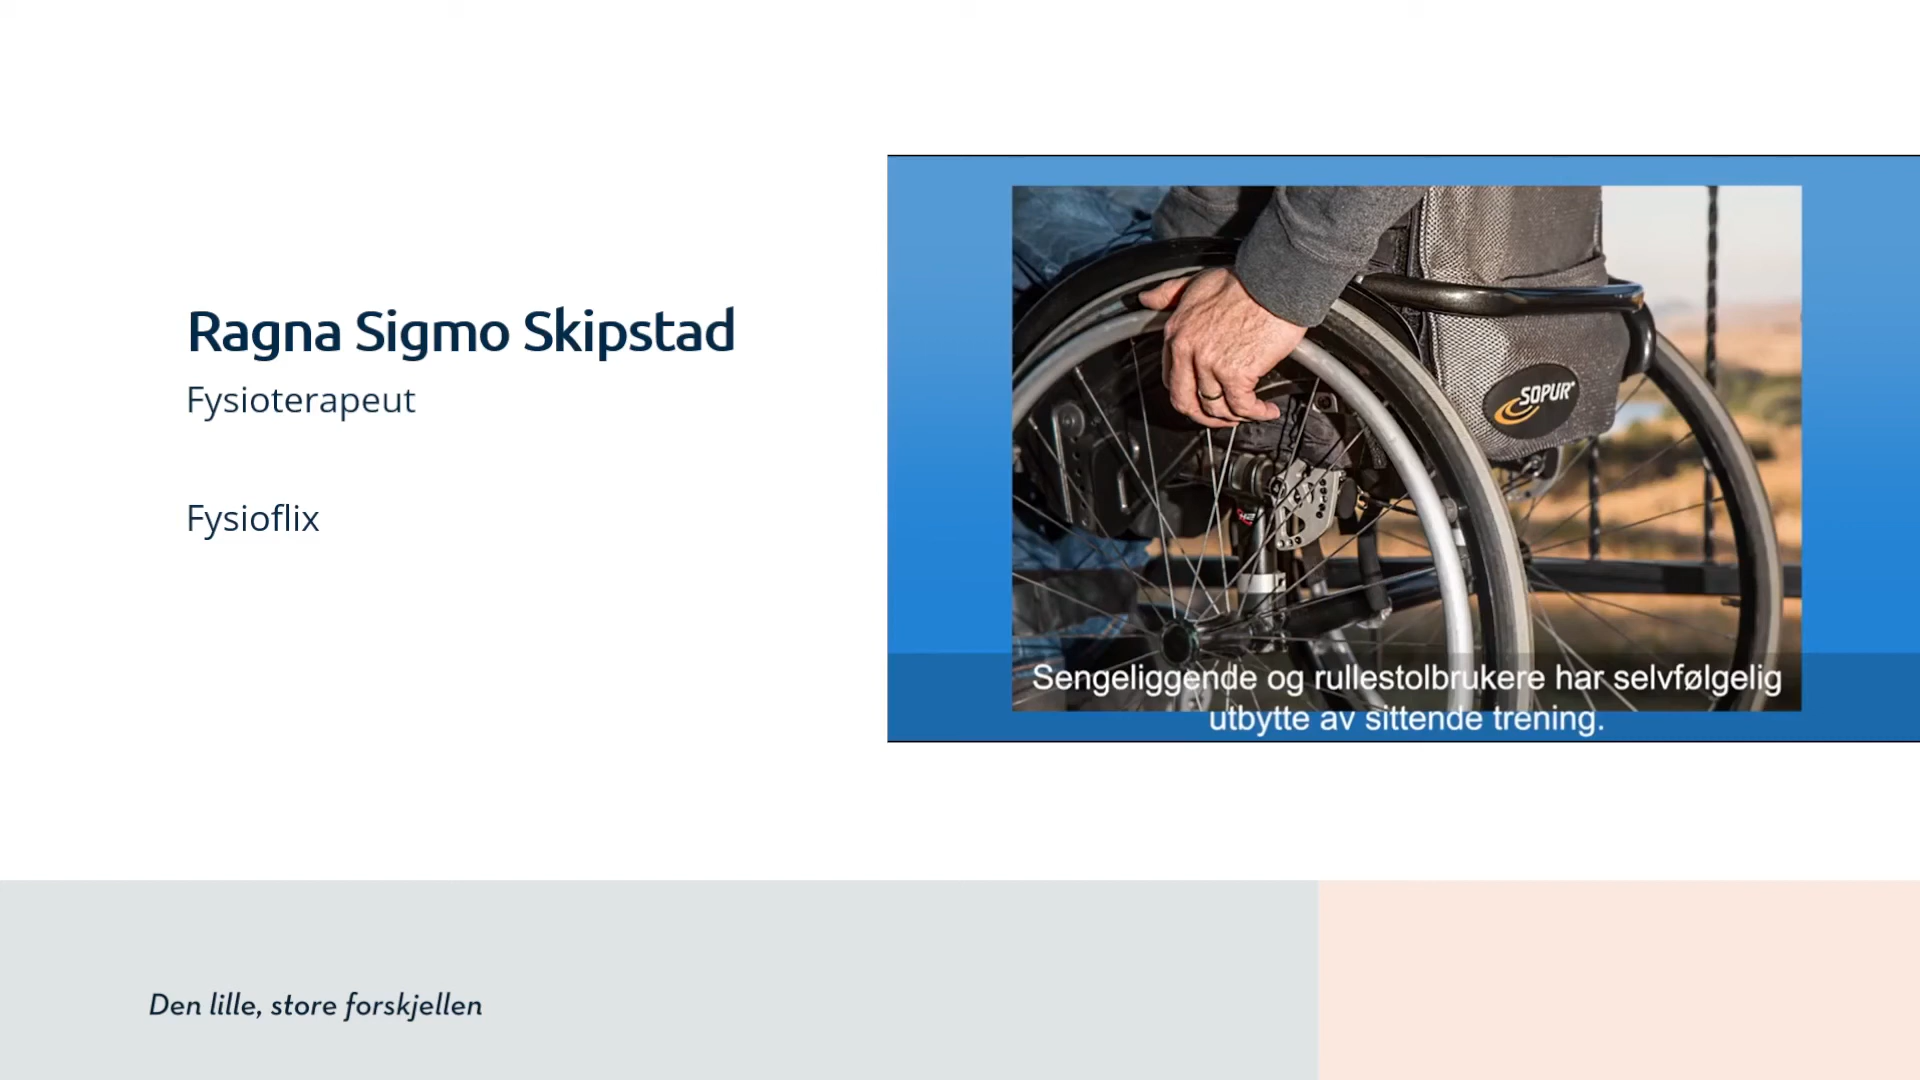 Ragna Sigmo Skipstad
Fysioterapeut
Fysioflix
SOPUR
Sengeliggende og rullestolbrukere har selvfølgelig
utbytte av sittende trening.
Den lille, store forskjellen